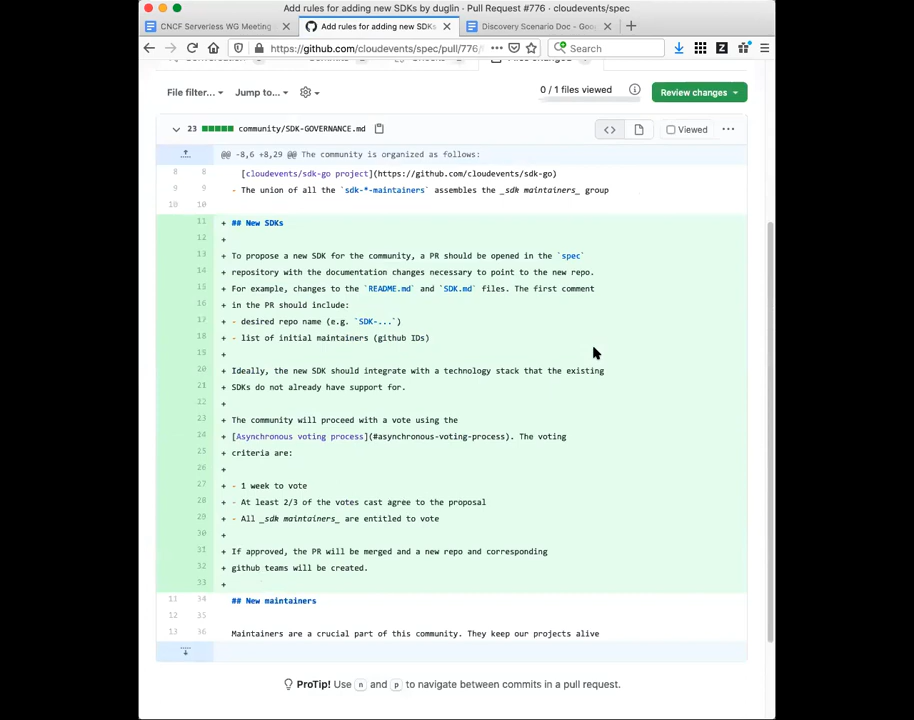 Add rules for adding new SDKs by duglin · Pull Request #776 · cloudevents/spec
CNCF Serverless WG Meeting
Add rules for adding new SDKs
Discovery Scenario Doc - Goo
https://github.com/cloudevents/spec/pull/776/
Search
File filter...
Jump to...
0 / 1 files viewed
Review changes
23 community/SDK-GOVERNANCE.md
Viewed
@@ -8,6 +8,29 @@ The community is organized as follows:
8 8 [cloudevents/sdk-go project](https://github.com/cloudevents/sdk-go)
9 9 - The union of all the `sdk-*-maintainers` assembles the _sdk maintainers_ group
10 10
11 + ## New SDKs
12 +
13 + To propose a new SDK for the community, a PR should be opened in the `spec`
14 + repository with the documentation changes necessary to point to the new repo.
15 + For example, changes to the `README.md` and `SDK.md` files. The first comment
16 + in the PR should include:
17 + - desired repo name (e.g. `SDK-...`)
18 + - list of initial maintainers (github IDs)
19 +
20 + Ideally, the new SDK should integrate with a technology stack that the existing
21 + SDKs do not already have support for.
22 +
23 + The community will proceed with a vote using the
24 + [Asynchronous voting process](#asynchronous-voting-process). The voting
25 + criteria are:
26 +
27 + - 1 week to vote
28 + - At least 2/3 of the votes cast agree to the proposal
29 + - All _sdk maintainers_ are entitled to vote
30 +
31 + If approved, the PR will be merged and a new repo and corresponding
32 + github teams will be created.
33 +
11 34 ## New maintainers
12 35
13 36 Maintainers are a crucial part of this community. They keep our projects alive
ProTip! Use n and p to navigate between commits in a pull request.